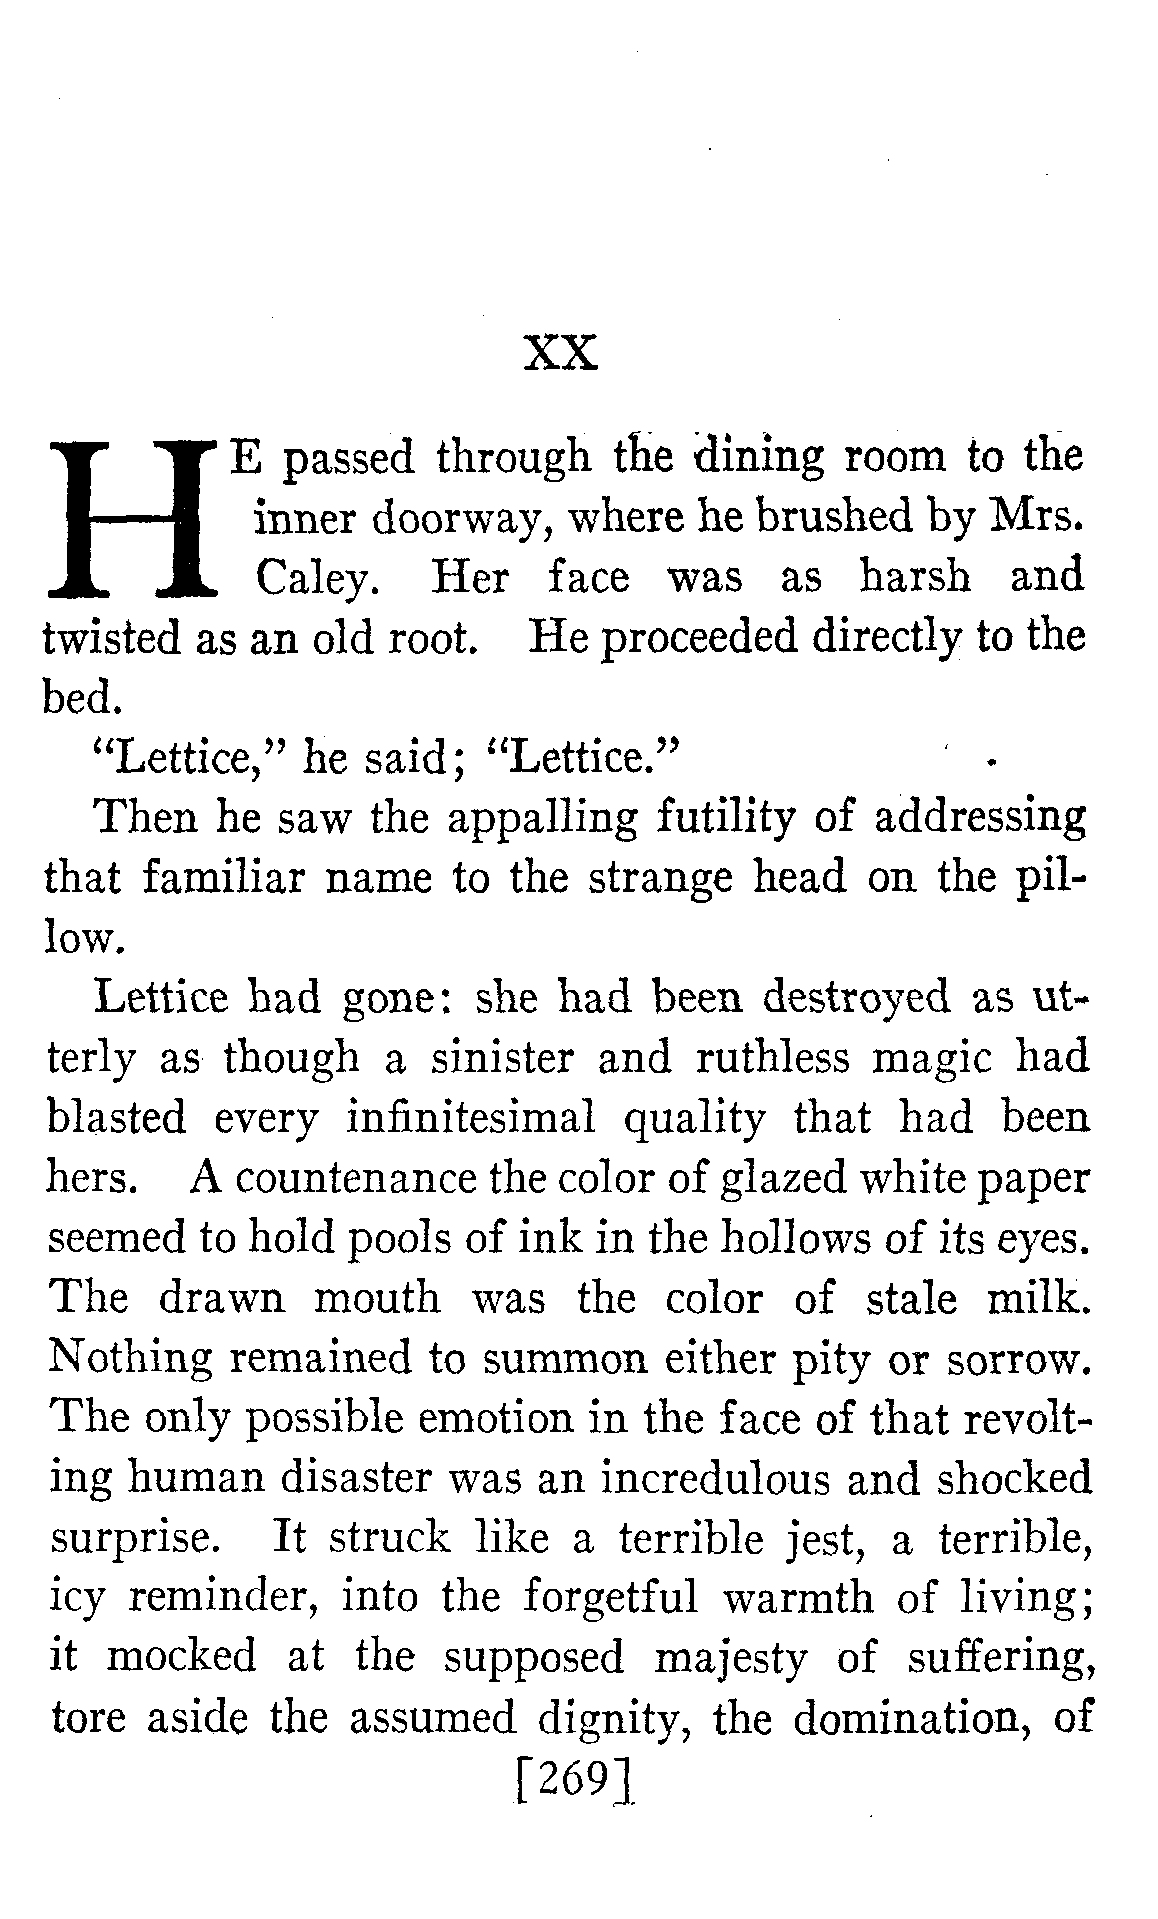 XX
HE passed through the dining room to the
inner doorway, where he brushed by Mrs.
Caley. Her face was as harsh and
twisted as an old root. He proceeded directly to the
bed.
"Lettice," he said; "Lettice."
Then he saw the appalling futility of addressing
that familiar name to the strange head on the pil-
low.
Lettice had gone: she had been destroyed as ut-
terly as though a sinister and ruthless magic had
blasted every infinitesimal quality that had been
hers. A countenance the color of glazed white paper
seemed to hold pools of ink in the hollows of its eyes.
The drawn mouth was the color of stale milk.
Nothing remained to summon either pity or sorrow.
The only possible emotion in the face of that revolt-
ing human disaster was an incredulous and shocked
surprise. It struck like a terrible jest, a terrible,
icy reminder, into the forgetful warmth of living;
it mocked at the supposed majesty of suffering,
tore aside the assumed dignity, the domination, of
[269]